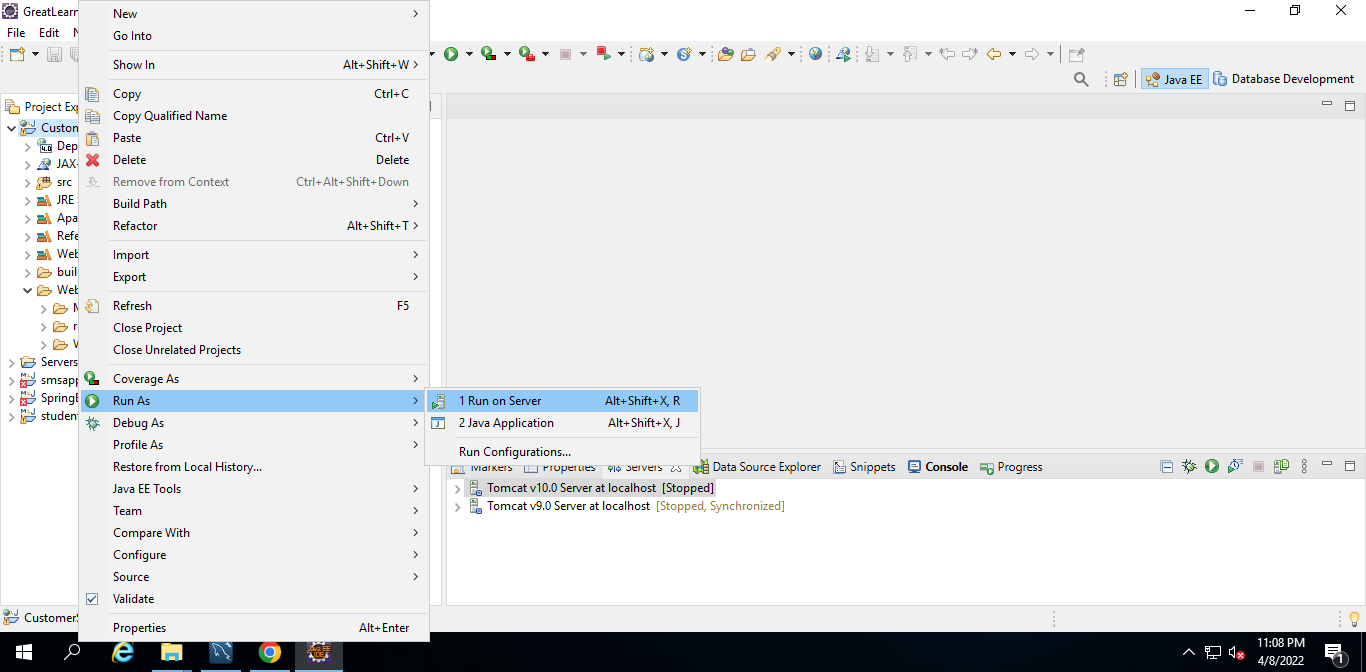 GreatLearn
File Edit
Java EE
Database Development
Project Exp
Custom
Dep
JAX-
src
JRE
Apa
Refe
Web
buil
Web
Servers
smsapp
SpringB
student
New
Go Into
Show In Alt+Shift+W
Copy Ctrl+C
Copy Qualified Name
Paste Ctrl+V
Delete Delete
Remove from Context Ctrl+Alt+Shift+Down
Build Path
Refactor Alt+Shift+T
Import
Export
Refresh F5
Close Project
Close Unrelated Projects
Coverage As
Run As
Debug As
Profile As
Restore from Local History...
Java EE Tools
Team
Compare With
Configure
Source
Validate
Properties Alt+Enter
1 Run on Server Alt+Shift+X, R
2 Java Application Alt+Shift+X, J
Run Configurations...
Markers Properties Servers Data Source Explorer Snippets Console Progress
Tomcat v10.0 Server at localhost [Stopped]
Tomcat v9.0 Server at localhost [Stopped, Synchronized]
CustomerS
11:08 PM
4/8/2022
1